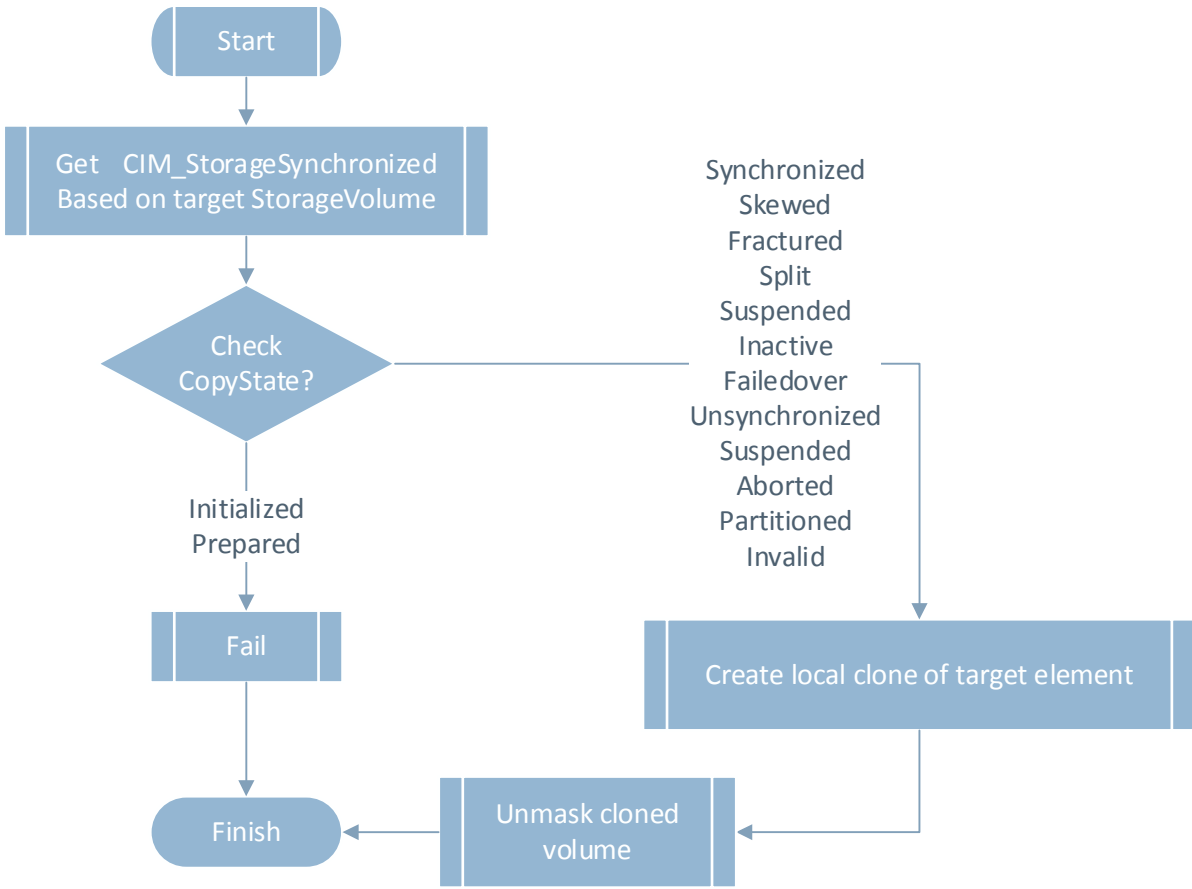 Start
Get CIM_StorageSynchronized
Based on target StorageVolume
Check
CopyState?
Synchronized
Skewed
Fractured
Split
Suspended
Inactive
Failedover
Unsynchronized
Suspended
Aborted
Partitioned
Invalid
Initialized
Prepared
Fail
Create local clone of target element
Unmask cloned
volume
Finish